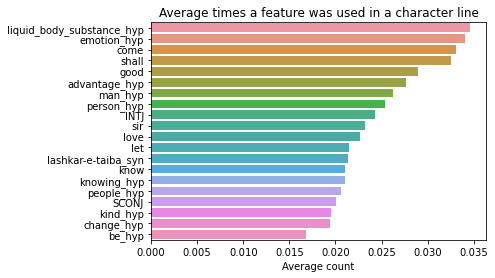 Average times a feature was used in a character line
liquid_body_substance_hyp
emotion_hyp
come
shall
good
advantage_hyp
man_hyp
person_hyp
INTJ
sir
love
let
lashkar-e-taiba_syn
know
knowing_hyp
people_hyp
SCONJ
kind_hyp
change_hyp
be_hyp
0.000 0.005 0.010 0.015 0.020 0.025 0.030 0.035
Average count